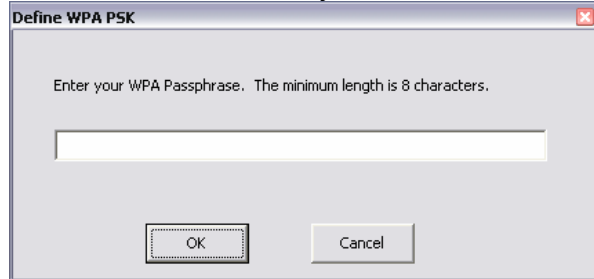 Define WPA PSK
Enter your WPA Passphrase. The minimum length is 8 characters.
OK
Cancel